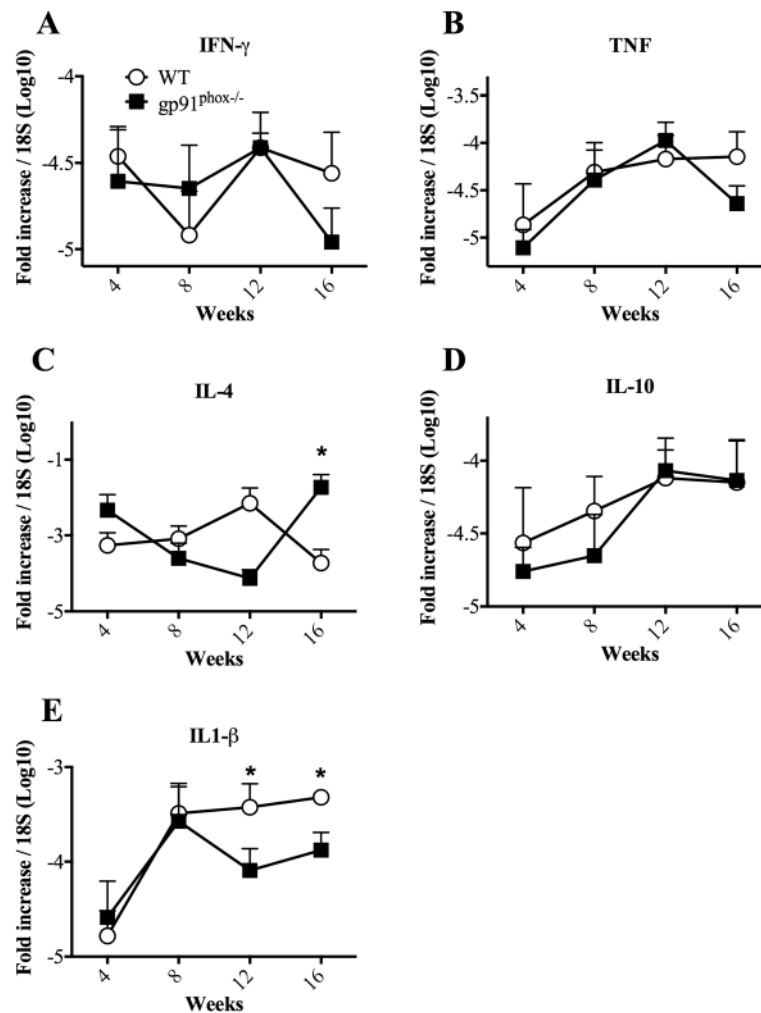 A
IFN-γ
Fold increase / 18S (Log10)
-4
-4.5
-5
WT
gp91phox-/-
4
8
12
16
Weeks
B
TNF
Fold increase / 18S (Log10)
-3.5
-4
-4.5
-5
4
8
12
16
Weeks
C
IL-4
Fold increase / 18S (Log10)
-1
-3
-5
*
4
8
12
16
Weeks
D
IL-10
Fold increase / 18S (Log10)
-4
-4.5
-5
4
8
12
16
Weeks
E
IL1-β
Fold increase / 18S (Log10)
-3
-4
-5
* *
4
8
12
16
Weeks